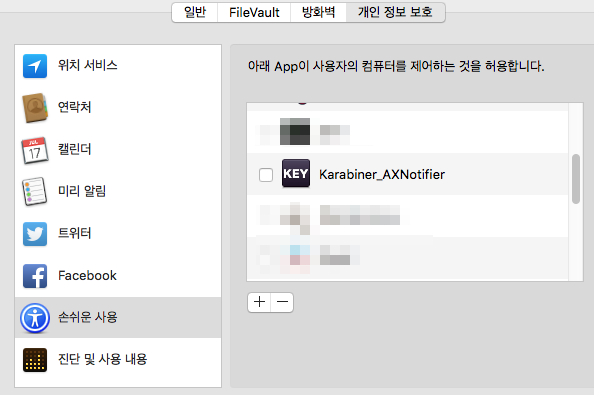 일반
FileVault
방화벽
개인 정보 보호
위치 서비스
연락처
JUL
17
캘린더
미리 알림
트위터
Facebook
손쉬운 사용
진단 및 사용 내용
아래 App이 사용자의 컴퓨터를 제어하는 것을 허용합니다.
KEY
Karabiner_AXNotifier